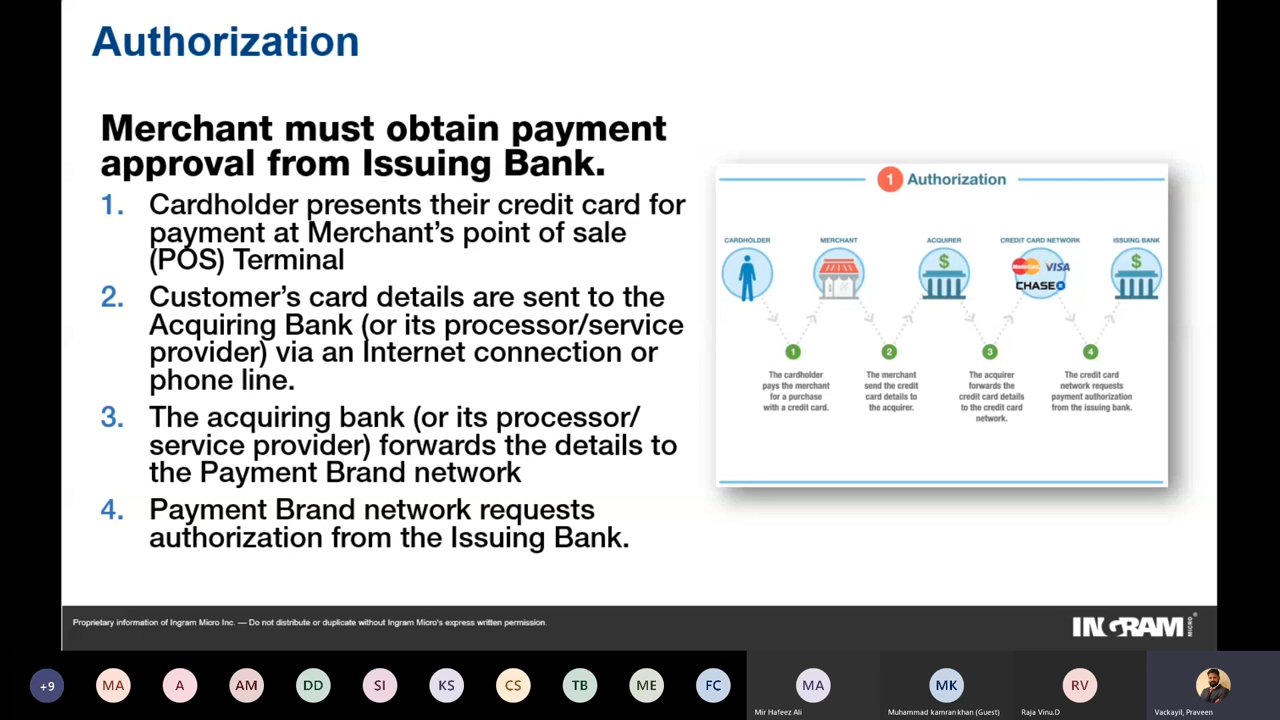 Authorization
Merchant must obtain payment
approval from Issuing Bank.
1. Cardholder presents their credit card for
payment at Merchant's point of sale
(POS) Terminal
2. Customer's card details are sent to the
Acquiring Bank (or its processor/service
provider) via an Internet connection or
phone line.
3. The acquiring bank (or its processor/
service provider) forwards the details to
the Payment Brand network
4. Payment Brand network requests
authorization from the Issuing Bank.
1 Authorization
CARDHOLDER MERCHANT ACQUIRER CREDIT CARD NETWORK ISSUING BANK
$ MasterCard VISA $
CHASE
1 2 3 4
The cardholder
pays the merchant
for a purchase
with a credit card.
The merchant
send the credit
card details to
the acquirer.
The acquirer
forwards the
credit card details
to the credit card
network.
The credit card
network requests
payment authorization
from the issuing bank.
Proprietary information of Ingram Micro Inc. — Do not distribute or duplicate without Ingram Micro's express written permission.
INGRAM MICRO®
+9 MA A AM DD SI KS CS TB ME FC MA MK RV
Mir Hafeez Ali Muhammad kamran khan (Guest) Raja Vinu.D Vackayil, Praveen